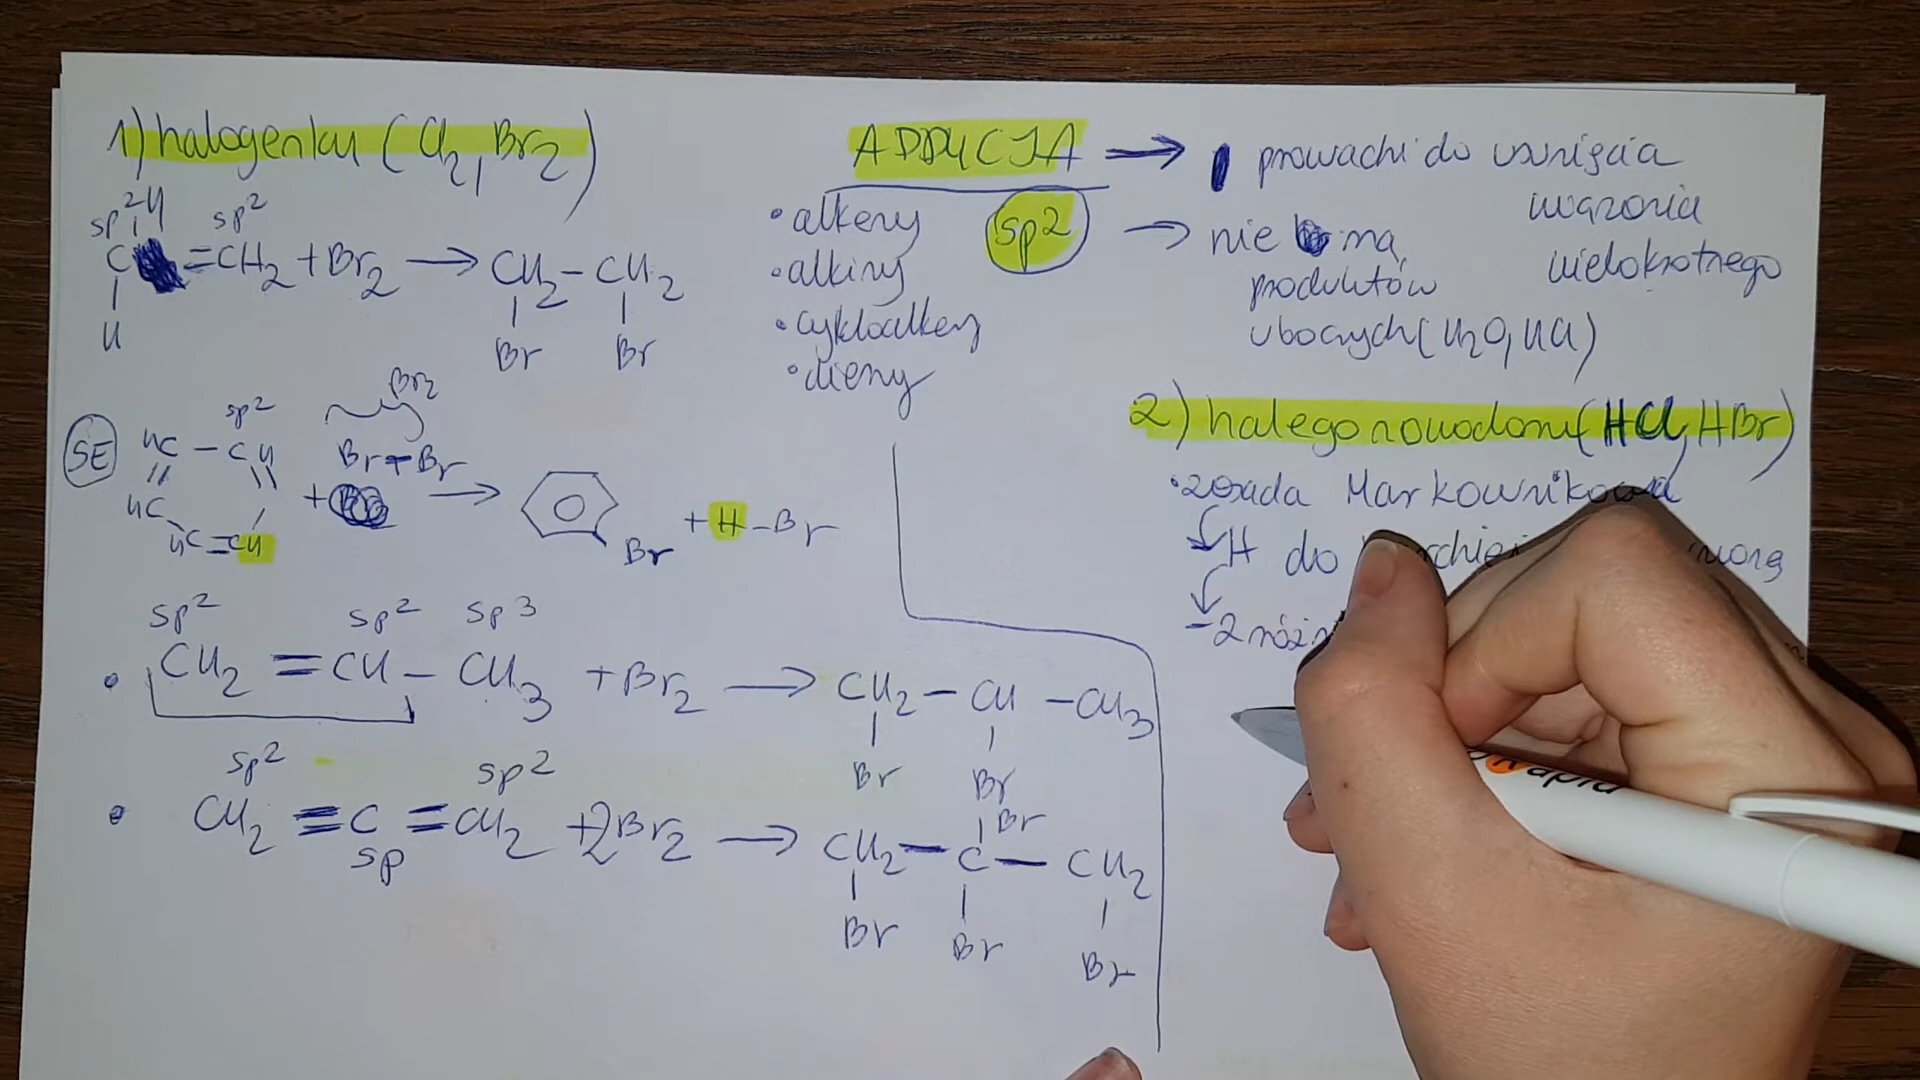 1) halogenki (Cl2, Br2)
sp2 H sp2
C =CH2 + Br2 → CH2 – CH2
H
Br Br
ADDYCJA → prowadzi do usunięcia
wiązania
wielokrotnego
sp2 → nie ma
produktów
ubocznych (H2O, HCl)
• alkeny
• alkiny
• cykloalkeny
• dieny
Br2
sp2
SE HC – CH Br – Br
HC + → Br + H – Br
HC = CH
sp2 sp2 sp3
• CH2 = CH – CH3 + Br2 → CH2 – CH – CH3
Br Br
sp2 sp2
• CH2 = C = CH2 + 2Br2 → CH2 – C – CH2
sp
Br
Br Br Br
2) halegonowodory (HCl, HBr)
• zasada Markownikowa
H do
- 2